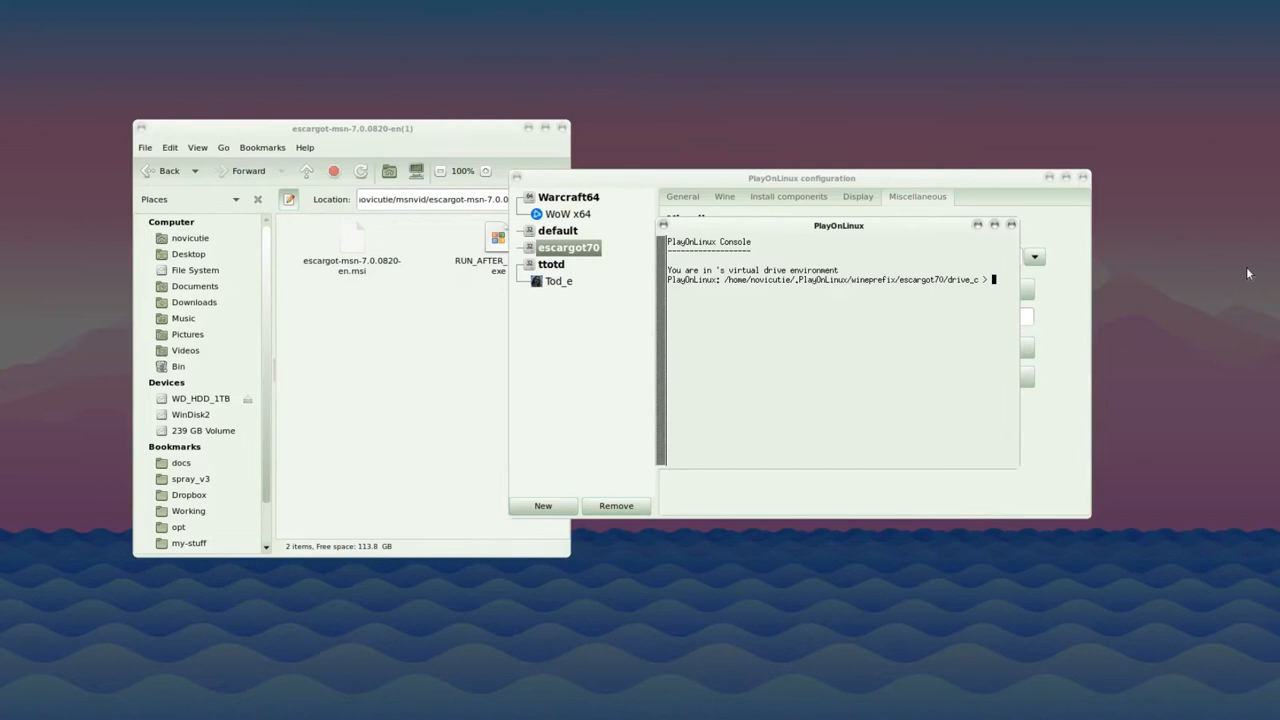 escargot-msn-7.0.0820-en(1)
File Edit View Go Bookmarks Help
Back Forward 100%
Places
Location: ovicutie/msnvid/escargot-msn-7.0.0
Computer
novicutie
Desktop
File System
Documents
Downloads
Music
Pictures
Videos
Bin
Devices
WD_HDD_1TB
WinDisk2
239 GB Volume
Bookmarks
docs
spray_v3
Dropbox
Working
opt
my-stuff
escargot-msn-7.0.0820-
en.msi
RUN_AFTER_
exe
2 items, Free space: 113.8 GB
PlayOnLinux configuration
Warcraft64
WoW x64
default
escargot70
ttotd
Tod_e
New Remove
General Wine Install components Display Miscellaneous
PlayOnLinux
PlayOnLinux Console
-------------------
You are in 's virtual drive environment
PlayOnLinux: /home/novicutie/.PlayOnLinux/wineprefix/escargot70/drive_c >